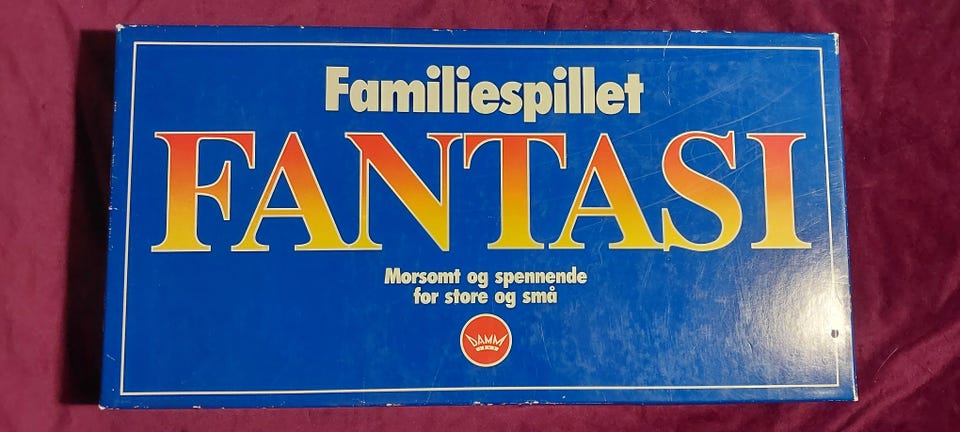 Familiespillet
FANTASI
Morsomt og spennende
for store og små
DAMM